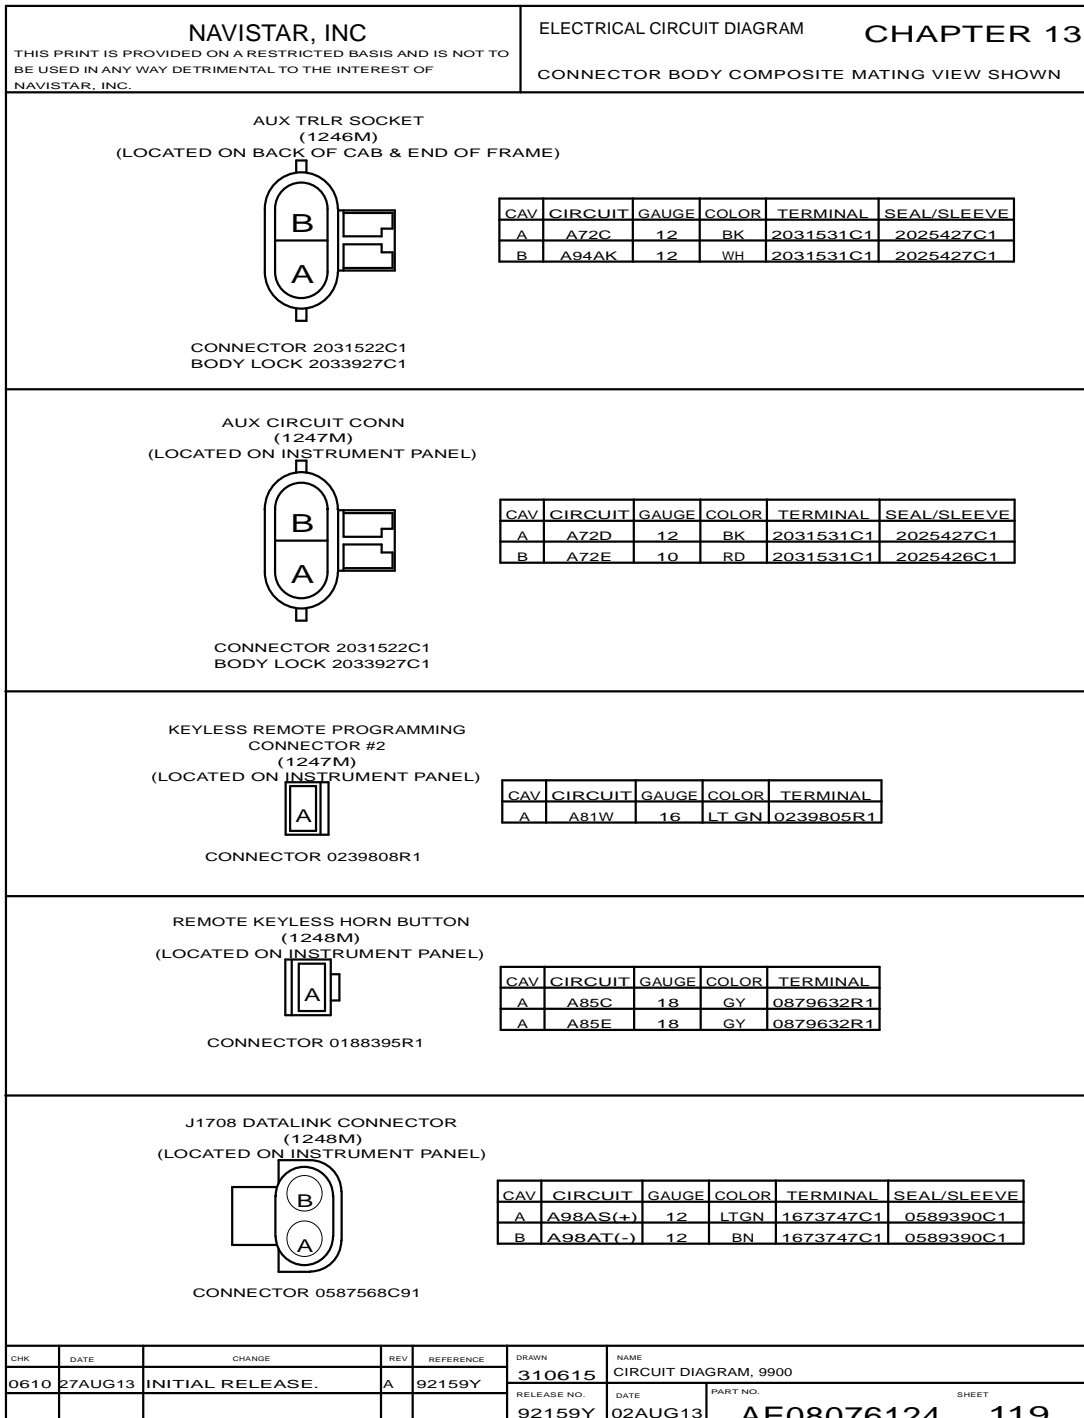 NAVISTAR, INC
THIS PRINT IS PROVIDED ON A RESTRICTED BASIS AND IS NOT TO
BE USED IN ANY WAY DETRIMENTAL TO THE INTEREST OF
NAVISTAR, INC.
ELECTRICAL CIRCUIT DIAGRAM CHAPTER 13
CONNECTOR BODY COMPOSITE MATING VIEW SHOWN
AUX TRLR SOCKET
(1246M)
(LOCATED ON BACK OF CAB & END OF FRAME)
B
A
CONNECTOR 2031522C1
BODY LOCK 2033927C1
CAV CIRCUIT GAUGE COLOR TERMINAL SEAL/SLEEVE
A A72C 12 BK 2031531C1 2025427C1
B A94AK 12 WH 2031531C1 2025427C1
AUX CIRCUIT CONN
(1247M)
(LOCATED ON INSTRUMENT PANEL)
B
A
CONNECTOR 2031522C1
BODY LOCK 2033927C1
CAV CIRCUIT GAUGE COLOR TERMINAL SEAL/SLEEVE
A A72D 12 BK 2031531C1 2025427C1
B A72E 10 RD 2031531C1 2025426C1
KEYLESS REMOTE PROGRAMMING
CONNECTOR #2
(1247M)
(LOCATED ON INSTRUMENT PANEL)
A
CONNECTOR 0239808R1
CAV CIRCUIT GAUGE COLOR TERMINAL
A A81W 16 LT GN 0239805R1
REMOTE KEYLESS HORN BUTTON
(1248M)
(LOCATED ON INSTRUMENT PANEL)
A
CONNECTOR 0188395R1
CAV CIRCUIT GAUGE COLOR TERMINAL
A A85C 18 GY 0879632R1
A A85E 18 GY 0879632R1
J1708 DATALINK CONNECTOR
(1248M)
(LOCATED ON INSTRUMENT PANEL)
B
A
CONNECTOR 0587568C91
CAV CIRCUIT GAUGE COLOR TERMINAL SEAL/SLEEVE
A A98AS(+) 12 LTGN 1673747C1 0589390C1
B A98AT(-) 12 BN 1673747C1 0589390C1
CHK DATE CHANGE REV REFERENCE
0610 27AUG13 INITIAL RELEASE. A 92159Y
DRAWN
310615
NAME
CIRCUIT DIAGRAM, 9900
RELEASE NO.
92159Y
DATE
02AUG13
PART NO.
AE08076124
SHEET
119